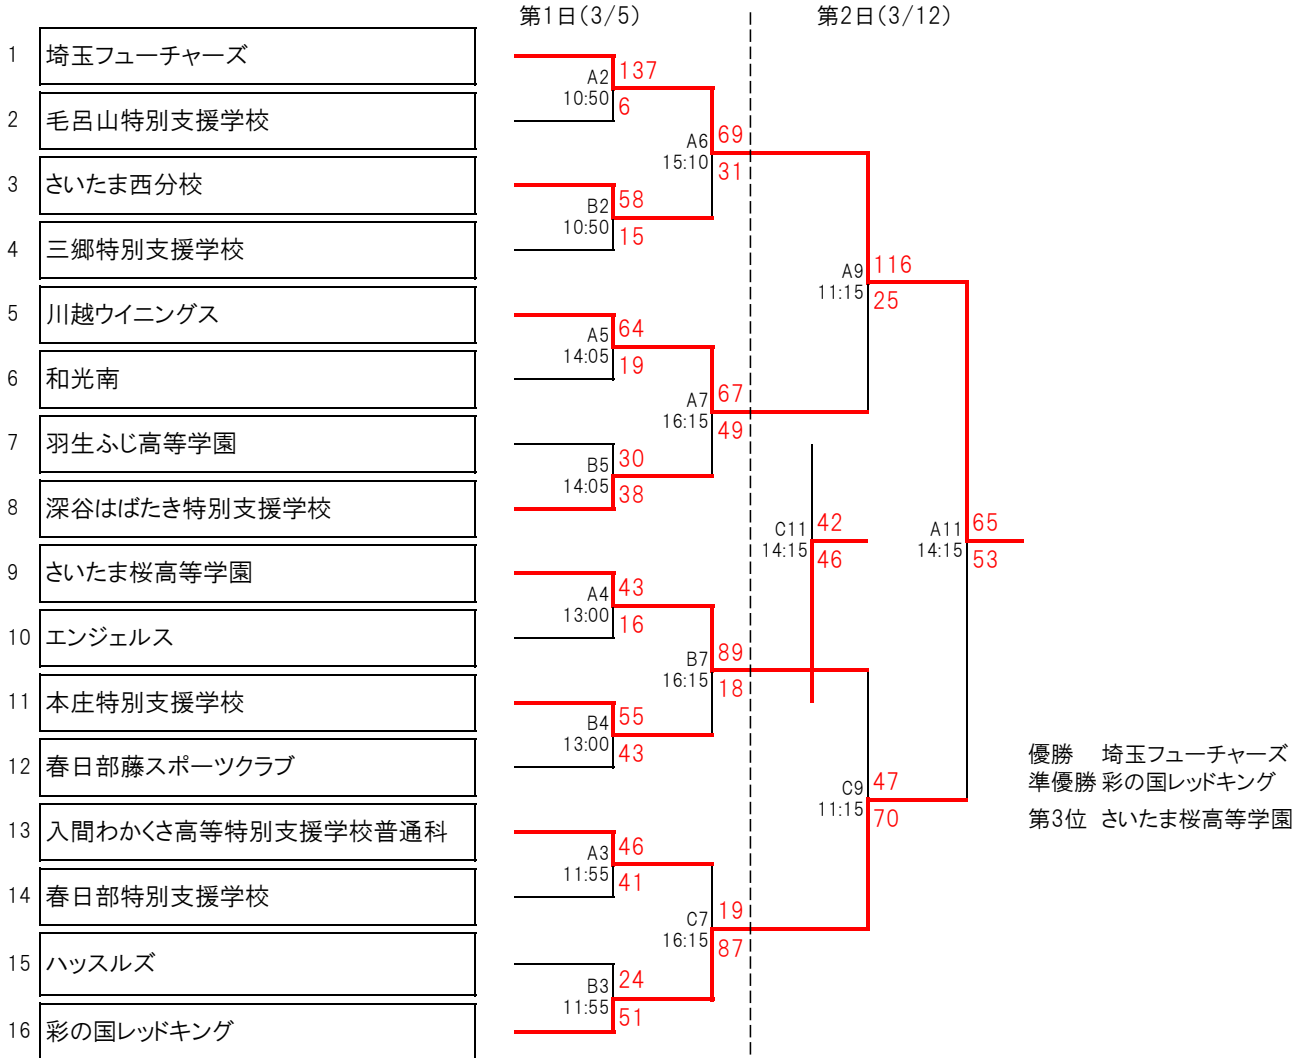 第1日(3/5)
第2日(3/12)
1 埼玉フューチャーズ
2 毛呂山特別支援学校
3 さいたま西分校
4 三郷特別支援学校
5 川越ウイニングス
6 和光南
7 羽生ふじ高等学園
8 深谷はばたき特別支援学校
9 さいたま桜高等学園
10 エンジェルス
11 本庄特別支援学校
12 春日部藤スポーツクラブ
13 入間わかくさ高等特別支援学校普通科
14 春日部特別支援学校
15 ハッスルズ
16 彩の国レッドキング
A2 137
10:50 6
B2 58
10:50 15
A5 64
14:05 19
B5 30
14:05 38
A4 43
13:00 16
B4 55
13:00 43
A3 46
11:55 41
B3 24
11:55 51
A6 69
15:10 31
A7 67
16:15 49
B7 89
16:15 18
C7 19
16:15 87
A9 116
11:15 25
C9 47
11:15 70
C11 42
14:15 46
A11 65
14:15 53
優勝 埼玉フューチャーズ
準優勝 彩の国レッドキング
第3位 さいたま桜高等学園